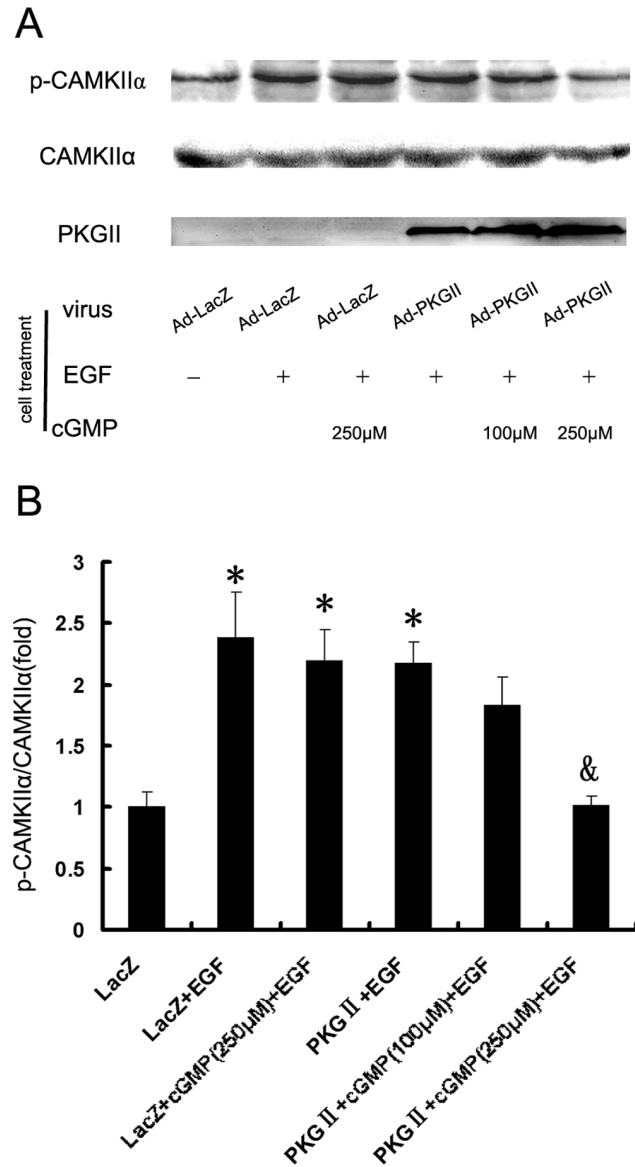 A
p-CAMKIIα
CAMKIIα
PKGII
cell treatment
virus Ad-LacZ Ad-LacZ Ad-LacZ Ad-PKGII Ad-PKGII Ad-PKGII
EGF − + + + + +
cGMP 250μM 100μM 250μM
B
p-CAMKIIα/CAMKIIα(fold)
3
2.5
2
1.5
1
0.5
0
* * * &
LacZ
LacZ+EGF
LacZ+cGMP(250μM)+EGF
PKGⅡ+EGF
PKGⅡ+cGMP(100μM)+EGF
PKGⅡ+cGMP(250μM)+EGF